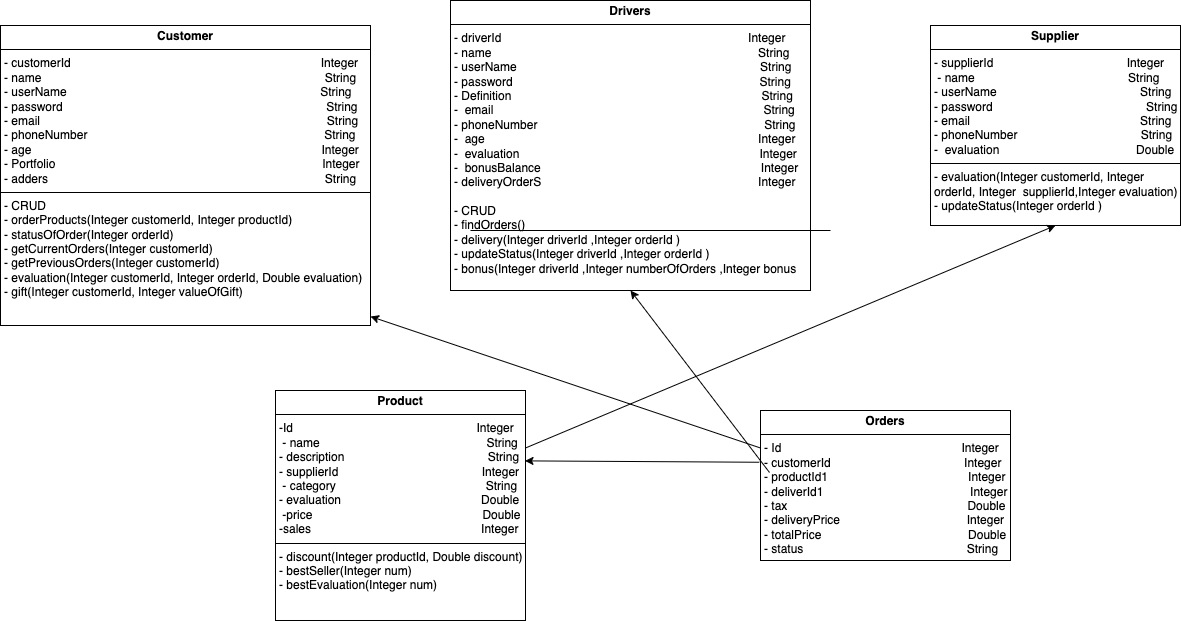 Customer
- customerId Integer
- name String
- userName String
- password String
- email String
- phoneNumber String
- age Integer
- Portfolio Integer
- adders String
- CRUD
- orderProducts(Integer customerId, Integer productId)
- statusOfOrder(Integer orderId)
- getCurrentOrders(Integer customerId)
- getPreviousOrders(Integer customerId)
- evaluation(Integer customerId, Integer orderId, Double evaluation)
- gift(Integer customerId, Integer valueOfGift)
Drivers
- driverId Integer
- name String
- userName String
- password String
- Definition String
- email String
- phoneNumber String
- age Integer
- evaluation Integer
- bonusBalance Integer
- deliveryOrderS Integer
- CRUD
- findOrders()
- delivery(Integer driverId ,Integer orderId )
- updateStatus(Integer driverId ,Integer orderId )
- bonus(Integer driverId ,Integer numberOfOrders ,Integer bonus
Supplier
- supplierId Integer
- name String
- userName String
- password String
- email String
- phoneNumber String
- evaluation Double
- evaluation(Integer customerId, Integer
orderId, Integer supplierId,Integer evaluation)
- updateStatus(Integer orderId )
Product
-Id Integer
- name String
- description String
- supplierId Integer
- category String
- evaluation Double
-price Double
-sales Integer
- discount(Integer productId, Double discount)
- bestSeller(Integer num)
- bestEvaluation(Integer num)
Orders
- Id Integer
- customerId Integer
- productId1 Integer
- deliverId1 Integer
- tax Double
- deliveryPrice Integer
- totalPrice Double
- status String